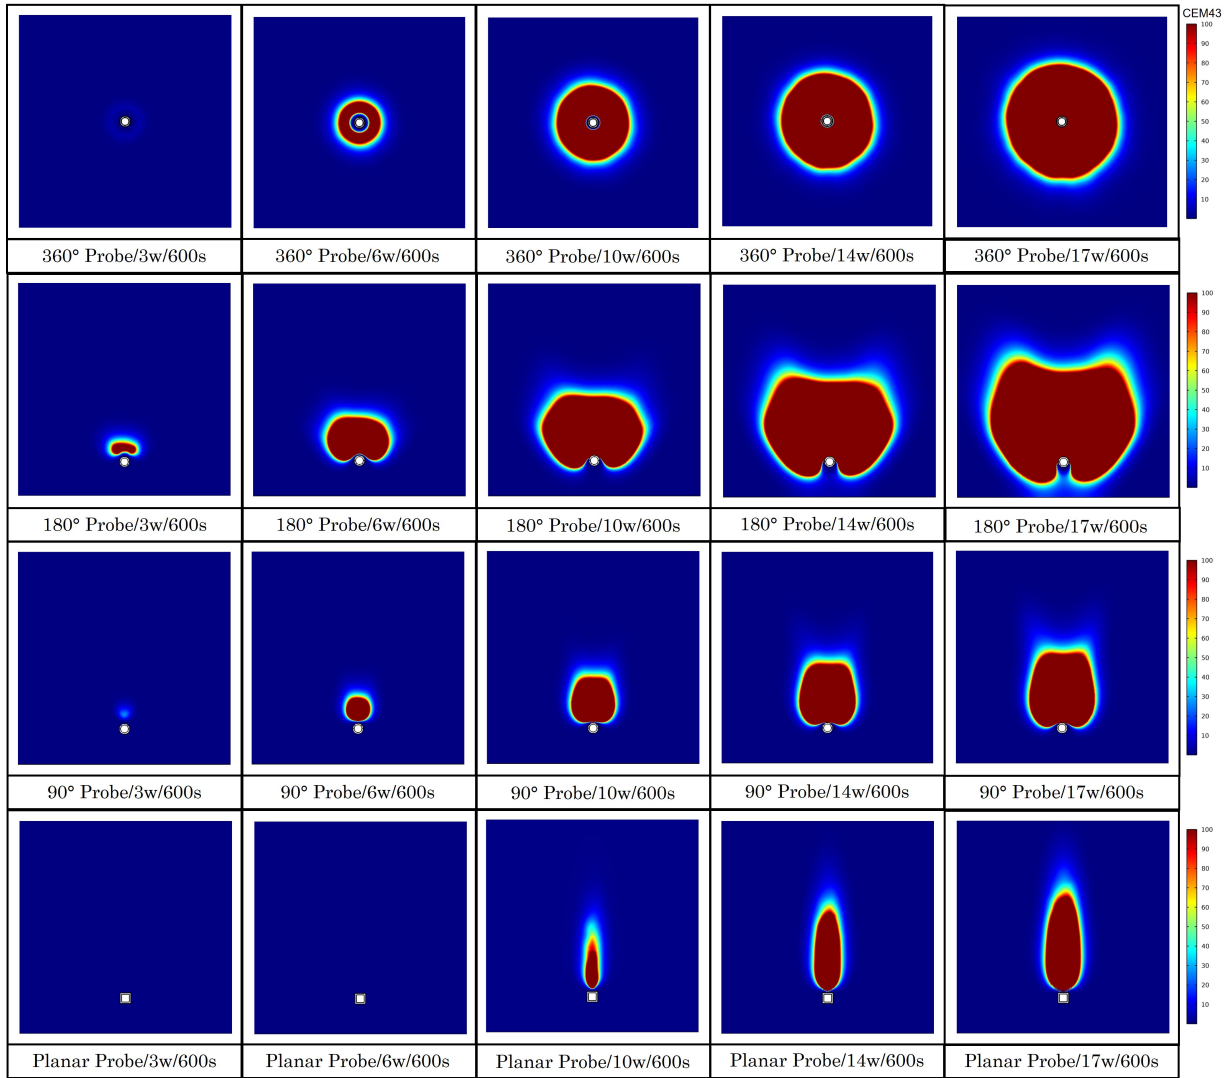 CEM43
100
90
80
70
60
50
40
30
20
10
360° Probe/3w/600s
360° Probe/6w/600s
360° Probe/10w/600s
360° Probe/14w/600s
360° Probe/17w/600s
100
90
80
70
60
50
40
30
20
10
180° Probe/3w/600s
180° Probe/6w/600s
180° Probe/10w/600s
180° Probe/14w/600s
180° Probe/17w/600s
100
90
80
70
60
50
40
30
20
10
90° Probe/3w/600s
90° Probe/6w/600s
90° Probe/10w/600s
90° Probe/14w/600s
90° Probe/17w/600s
100
90
80
70
60
50
40
30
20
10
Planar Probe/3w/600s
Planar Probe/6w/600s
Planar Probe/10w/600s
Planar Probe/14w/600s
Planar Probe/17w/600s